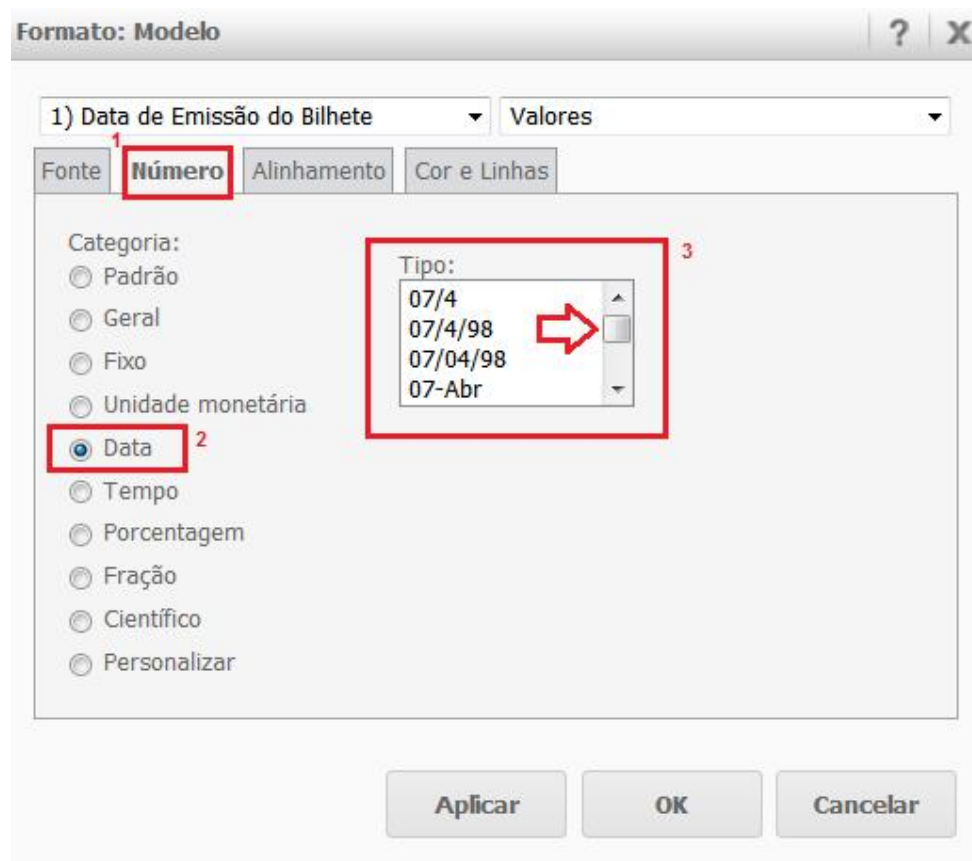 Formato: Modelo ? X
1) Data de Emissão do Bilhete Valores
1
Fonte Número Alinhamento Cor e Linhas
Categoria:
Padrão
Geral
Fixo
Unidade monetária
Data 2
Tempo
Porcentagem
Fração
Científico
Personalizar
Tipo: 3
07/4
07/4/98
07/04/98
07-Abr
Aplicar OK Cancelar